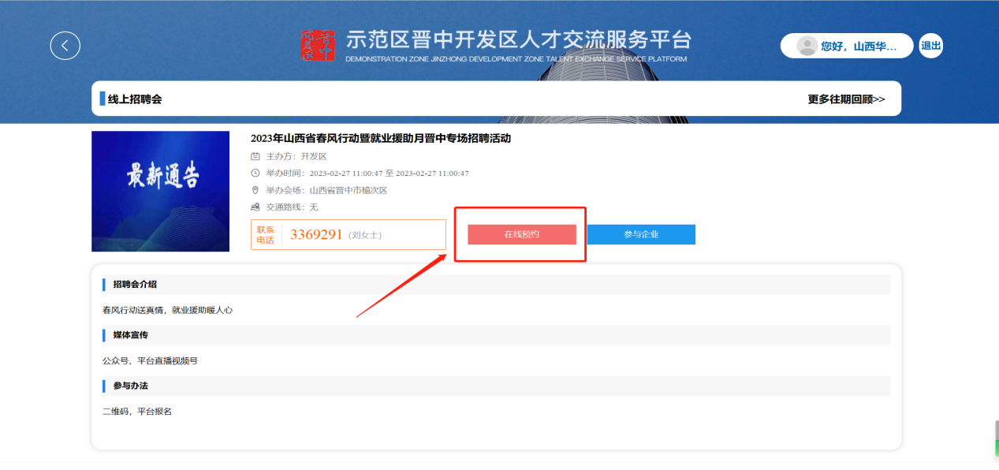 示范区晋中开发区人才交流服务平台
DEMONSTRATION ZONE JINZHONG DEVELOPMENT ZONE TALENT EXCHANGE SERVICE PLATFORM
您好，山西华...
退出
线上招聘会
更多往期回顾>>
最新通告
2023年山西省春风行动暨就业援助月晋中专场招聘活动
主办方：开发区
举办时间：2023-02-27 11:00:47 至 2023-02-27 11:00:47
举办会场：山西省晋中市榆次区
交通路线：无
联系
电话
3369291 (刘女士)
在线预约
参与企业
招聘会介绍
春风行动送真情，就业援助暖人心
媒体宣传
公众号、平台直播视频号
参与办法
二维码，平台报名